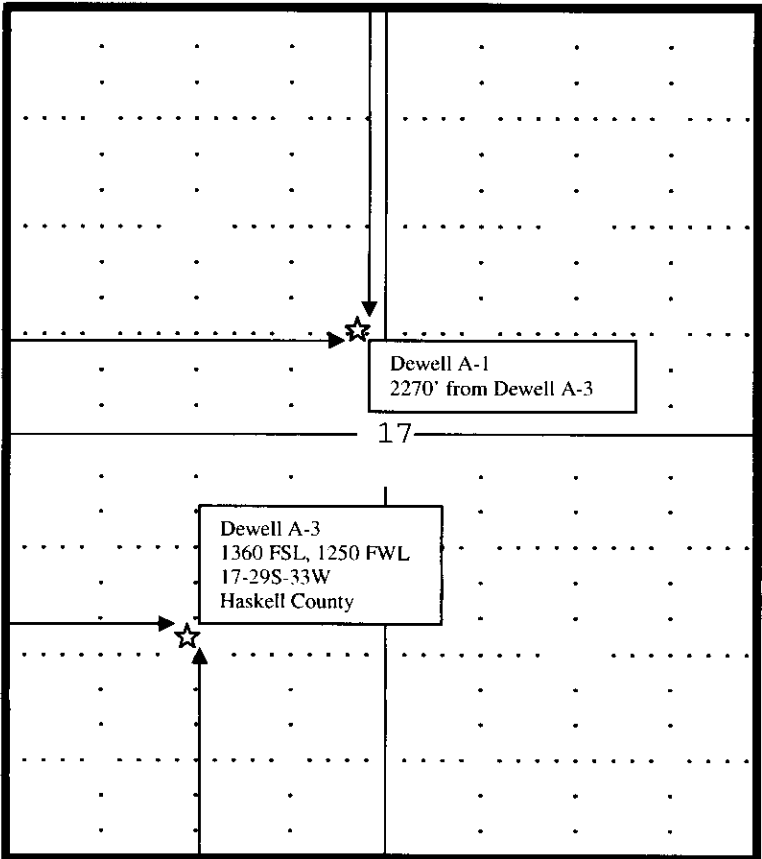 Dewell A-1
2270' from Dewell A-3
17
Dewell A-3
1360 FSL, 1250 FWL
17-29S-33W
Haskell County